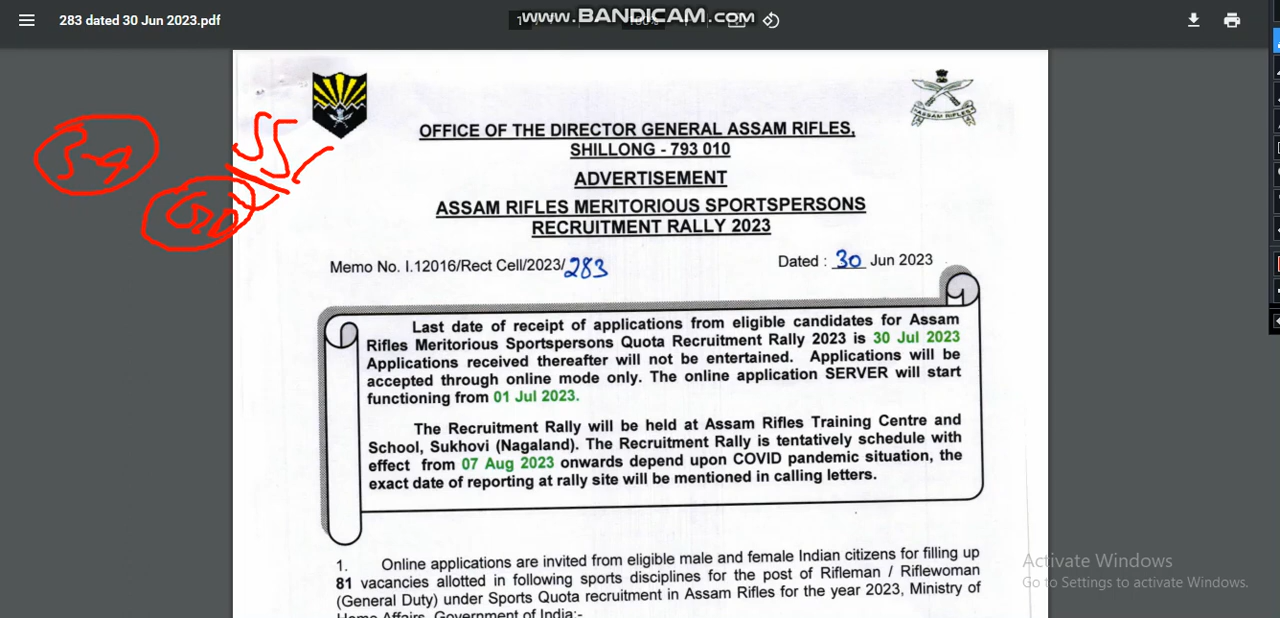 283 dated 30 Jun 2023.pdf
www.BANDICAM.com
3-4
OFFICE OF THE DIRECTOR GENERAL ASSAM RIFLES,
SHILLONG - 793 010
ADVERTISEMENT
ASSAM RIFLES MERITORIOUS SPORTSPERSONS
RECRUITMENT RALLY 2023
ASSAM RIFLES
Memo No. I.12016/Rect Cell/2023/283
Dated : 30 Jun 2023
Last date of receipt of applications from eligible candidates for Assam
Rifles Meritorious Sportspersons Quota Recruitment Rally 2023 is 30 Jul 2023
Applications received thereafter will not be entertained. Applications will be
accepted through online mode only. The online application SERVER will start
functioning from 01 Jul 2023.
The Recruitment Rally will be held at Assam Rifles Training Centre and
School, Sukhovi (Nagaland). The Recruitment Rally is tentatively schedule with
effect from 07 Aug 2023 onwards depend upon COVID pandemic situation, the
exact date of reporting at rally site will be mentioned in calling letters.
1. Online applications are invited from eligible male and female Indian citizens for filling up
81 vacancies allotted in following sports disciplines for the post of Rifleman / Riflewoman
(General Duty) under Sports Quota recruitment in Assam Rifles for the year 2023, Ministry of
Home Affairs, Government of India:-
Activate Windows
Go to Settings to activate Windows.